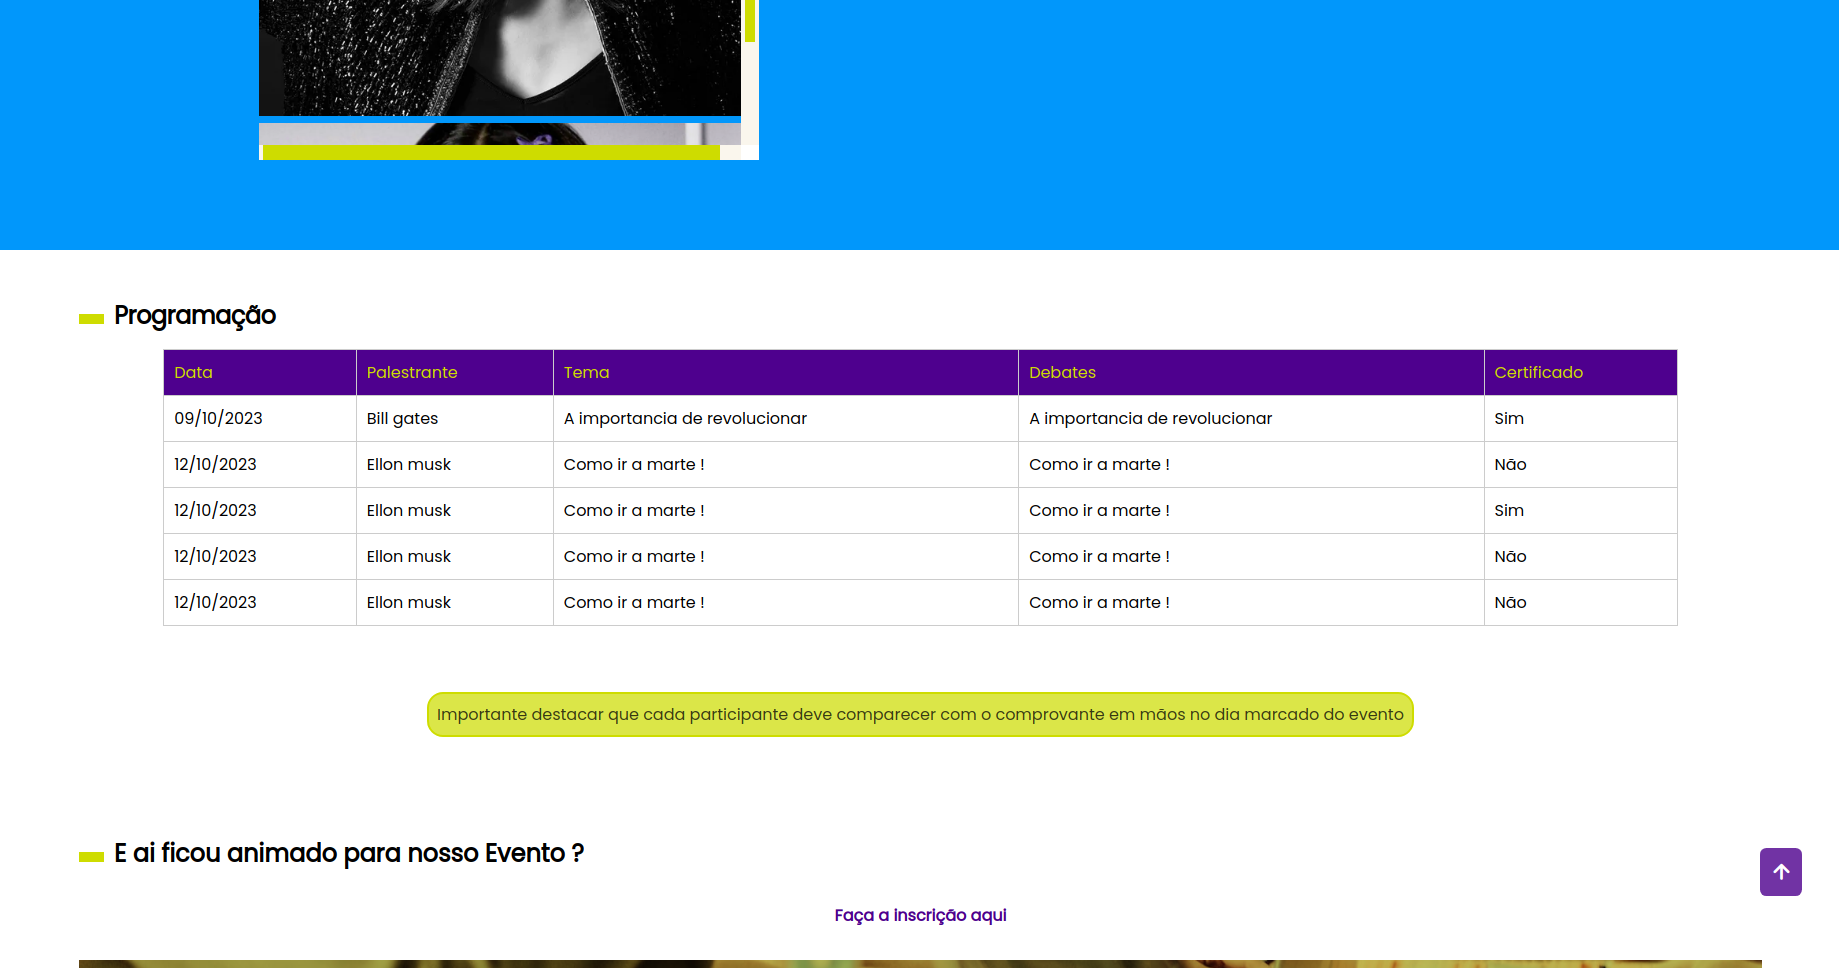 Programação
Data Palestrante Tema Debates Certificado
09/10/2023 Bill gates A importancia de revolucionar A importancia de revolucionar Sim
12/10/2023 Ellon musk Como ir a marte ! Como ir a marte ! Não
12/10/2023 Ellon musk Como ir a marte ! Como ir a marte ! Sim
12/10/2023 Ellon musk Como ir a marte ! Como ir a marte ! Não
12/10/2023 Ellon musk Como ir a marte ! Como ir a marte ! Não
Importante destacar que cada participante deve comparecer com o comprovante em mãos no dia marcado do evento
E ai ficou animado para nosso Evento ?
Faça a inscrição aqui